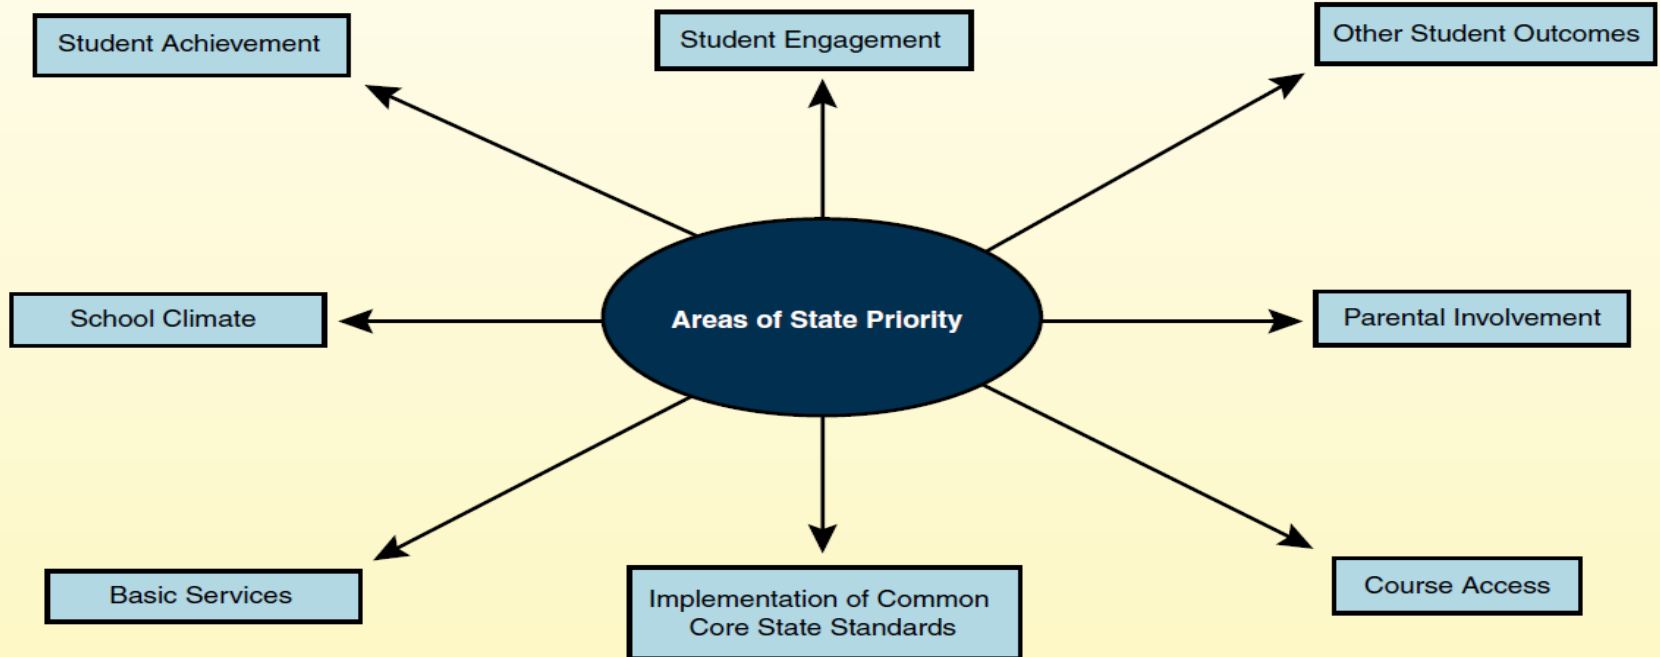 Student Achievement
Student Engagement
Other Student Outcomes
School Climate
Areas of State Priority
Parental Involvement
Basic Services
Implementation of Common
Core State Standards
Course Access